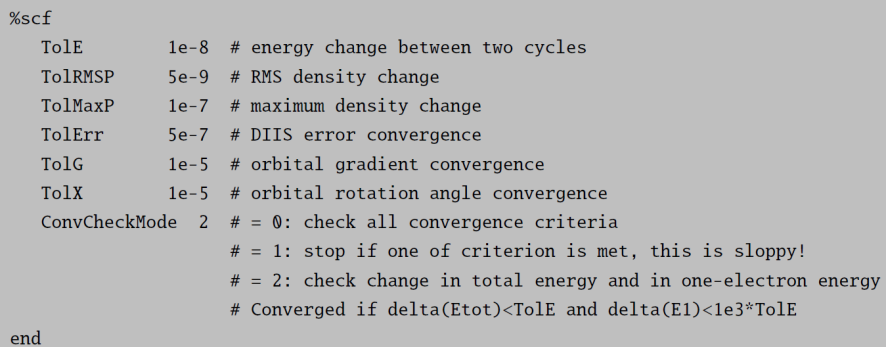 %scf
TolE 1e-8 # energy change between two cycles
TolRMSP 5e-9 # RMS density change
TolMaxP 1e-7 # maximum density change
TolErr 5e-7 # DIIS error convergence
TolG 1e-5 # orbital gradient convergence
TolX 1e-5 # orbital rotation angle convergence
ConvCheckMode 2 # = 0: check all convergence criteria
# = 1: stop if one of criterion is met, this is sloppy!
# = 2: check change in total energy and in one-electron energy
# Converged if delta(Etot)<TolE and delta(E1)<1e3*TolE
end